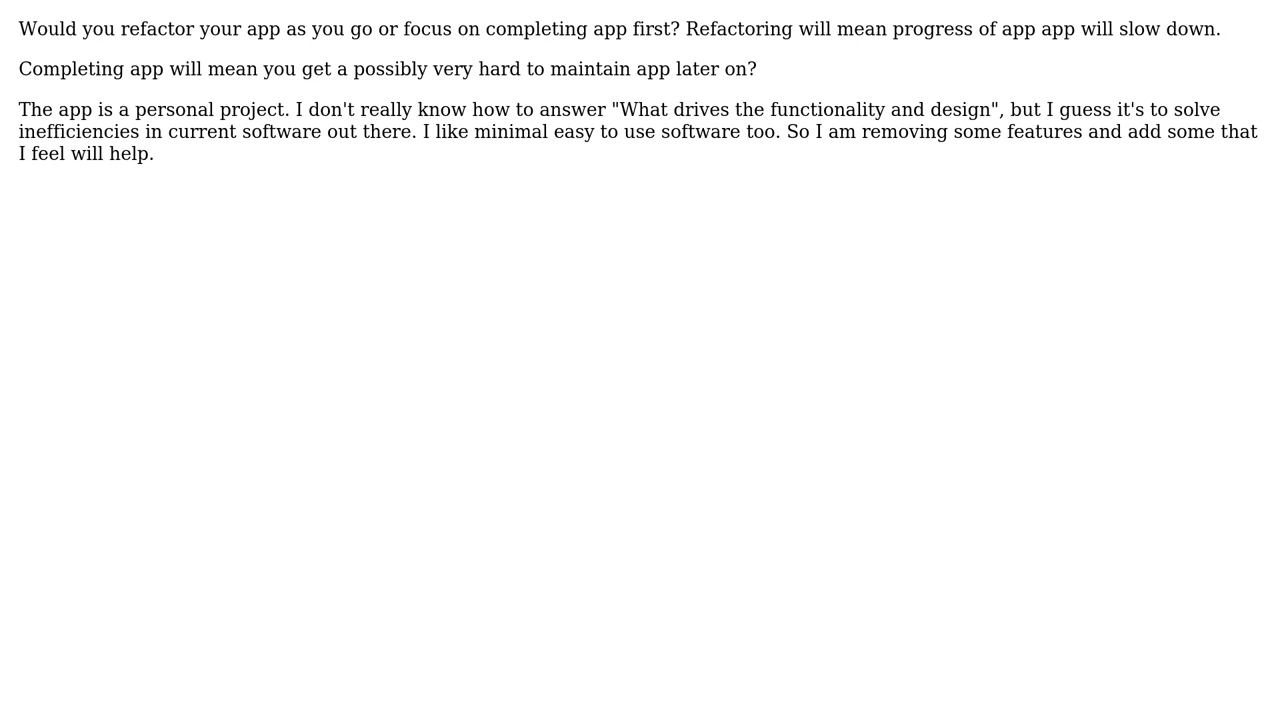 Would you refactor your app as you go or focus on completing app first? Refactoring will mean progress of app app will slow down.
Completing app will mean you get a possibly very hard to maintain app later on?
The app is a personal project. I don't really know how to answer "What drives the functionality and design", but I guess it's to solve
inefficiencies in current software out there. I like minimal easy to use software too. So I am removing some features and add some that
I feel will help.